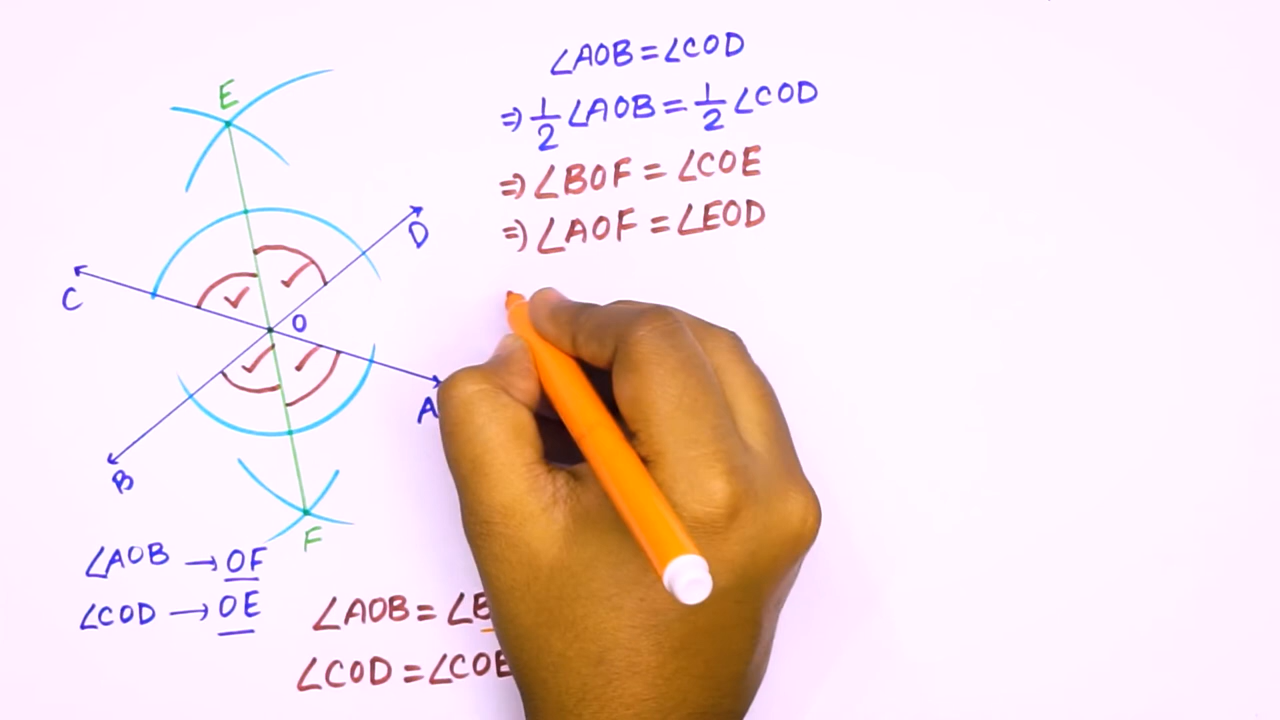 ∠AOB = ∠COD
⇒ 1/2 ∠AOB = 1/2 ∠COD
⇒ ∠BOF = ∠COE
⇒ ∠AOF = ∠EOD
E
D
C
O
A
B
F
∠AOB → OF
∠COD → OE
∠AOB = ∠
∠COD = ∠COE